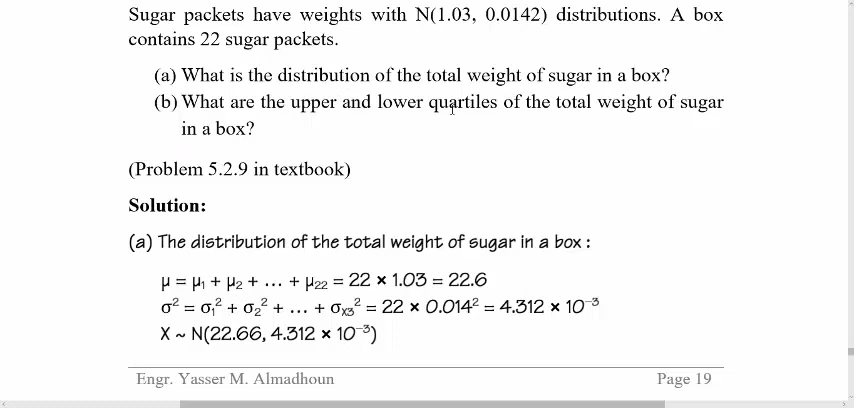 Sugar packets have weights with N(1.03, 0.0142) distributions. A box
contains 22 sugar packets.
(a) What is the distribution of the total weight of sugar in a box?
(b) What are the upper and lower quartiles of the total weight of sugar
in a box?
(Problem 5.2.9 in textbook)
Solution:
(a) The distribution of the total weight of sugar in a box :
μ = μ₁ + μ₂ + … + μ₂₂ = 22 × 1.03 = 22.6
σ² = σ₁² + σ₂² + … + σₓ₃² = 22 × 0.014² = 4.312 × 10⁻³
X ~ N(22.66, 4.312 × 10⁻³)
Engr. Yasser M. Almadhoun Page 19